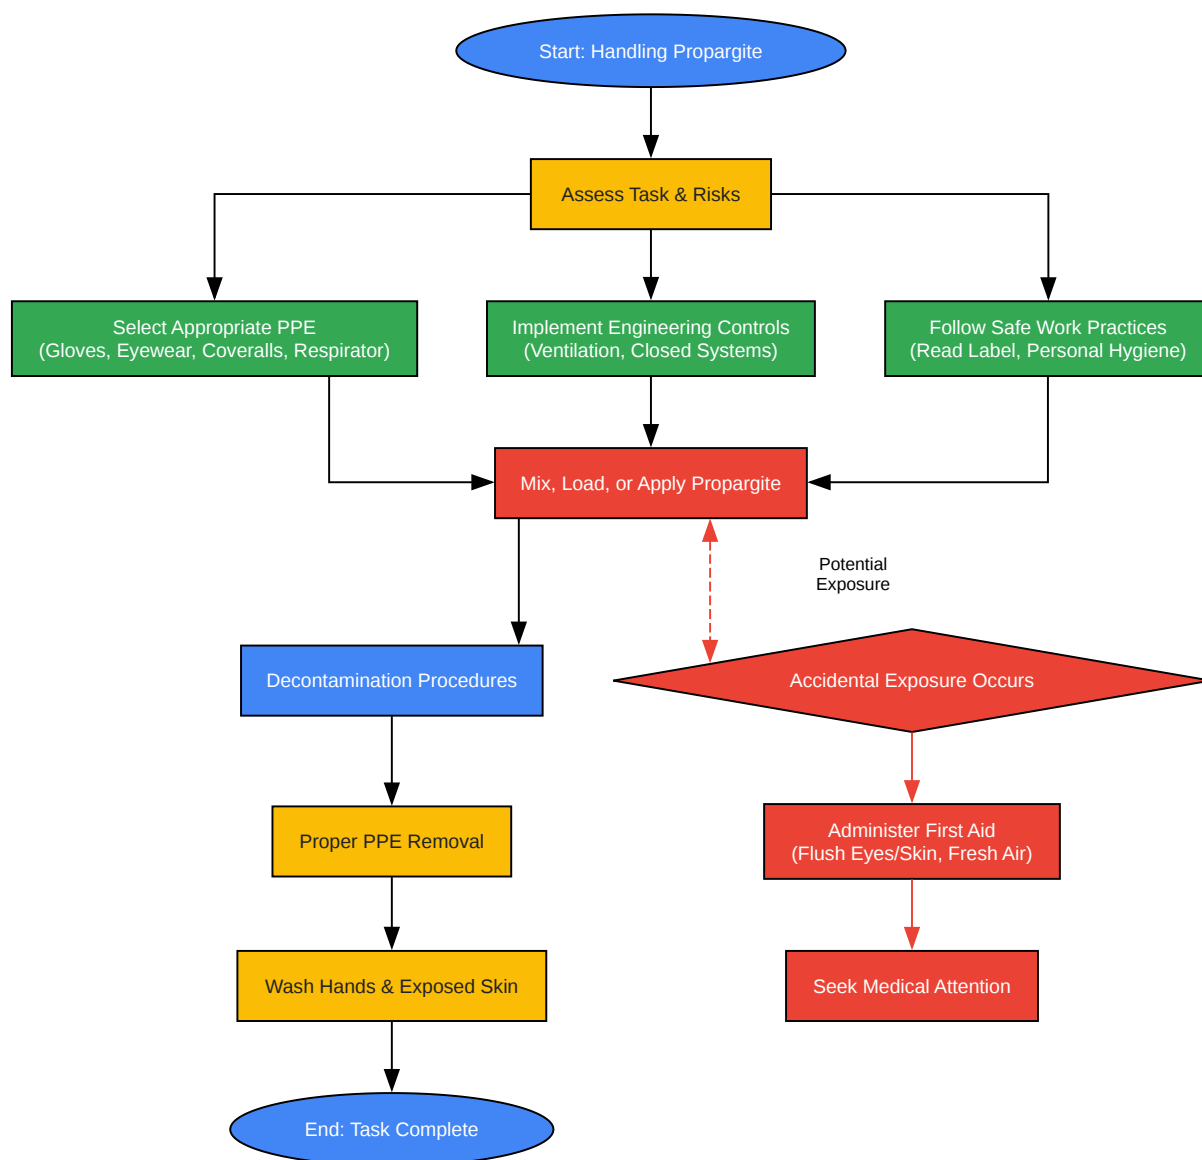 Start: Handling Propargite
Assess Task & Risks
Select Appropriate PPE
(Gloves, Eyewear, Coveralls, Respirator)
Implement Engineering Controls
(Ventilation, Closed Systems)
Follow Safe Work Practices
(Read Label, Personal Hygiene)
Mix, Load, or Apply Propargite
Potential
Exposure
Decontamination Procedures
Accidental Exposure Occurs
Proper PPE Removal
Administer First Aid
(Flush Eyes/Skin, Fresh Air)
Wash Hands & Exposed Skin
Seek Medical Attention
End: Task Complete